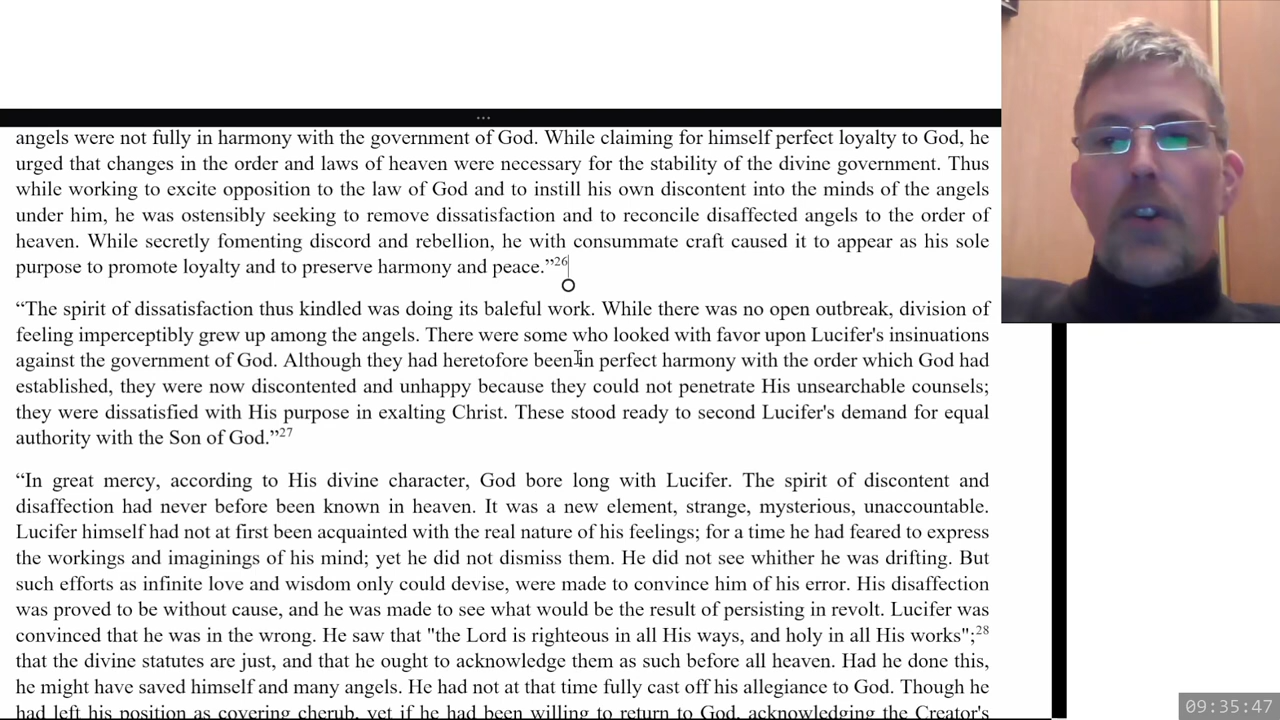 angels were not fully in harmony with the government of God. While claiming for himself perfect loyalty to God, he
urged that changes in the order and laws of heaven were necessary for the stability of the divine government. Thus
while working to excite opposition to the law of God and to instill his own discontent into the minds of the angels
under him, he was ostensibly seeking to remove dissatisfaction and to reconcile disaffected angels to the order of
heaven. While secretly fomenting discord and rebellion, he with consummate craft caused it to appear as his sole
purpose to promote loyalty and to preserve harmony and peace.”26
“The spirit of dissatisfaction thus kindled was doing its baleful work. While there was no open outbreak, division of
feeling imperceptibly grew up among the angels. There were some who looked with favor upon Lucifer's insinuations
against the government of God. Although they had heretofore been in perfect harmony with the order which God had
established, they were now discontented and unhappy because they could not penetrate His unsearchable counsels;
they were dissatisfied with His purpose in exalting Christ. These stood ready to second Lucifer's demand for equal
authority with the Son of God.”27
“In great mercy, according to His divine character, God bore long with Lucifer. The spirit of discontent and
disaffection had never before been known in heaven. It was a new element, strange, mysterious, unaccountable.
Lucifer himself had not at first been acquainted with the real nature of his feelings; for a time he had feared to express
the workings and imaginings of his mind; yet he did not dismiss them. He did not see whither he was drifting. But
such efforts as infinite love and wisdom only could devise, were made to convince him of his error. His disaffection
was proved to be without cause, and he was made to see what would be the result of persisting in revolt. Lucifer was
convinced that he was in the wrong. He saw that "the Lord is righteous in all His ways, and holy in all His works";28
that the divine statutes are just, and that he ought to acknowledge them as such before all heaven. Had he done this,
he might have saved himself and many angels. He had not at that time fully cast off his allegiance to God. Though he
had left his position as covering cherub, yet if he had been willing to return to God, acknowledging the Creator's
09:35:47